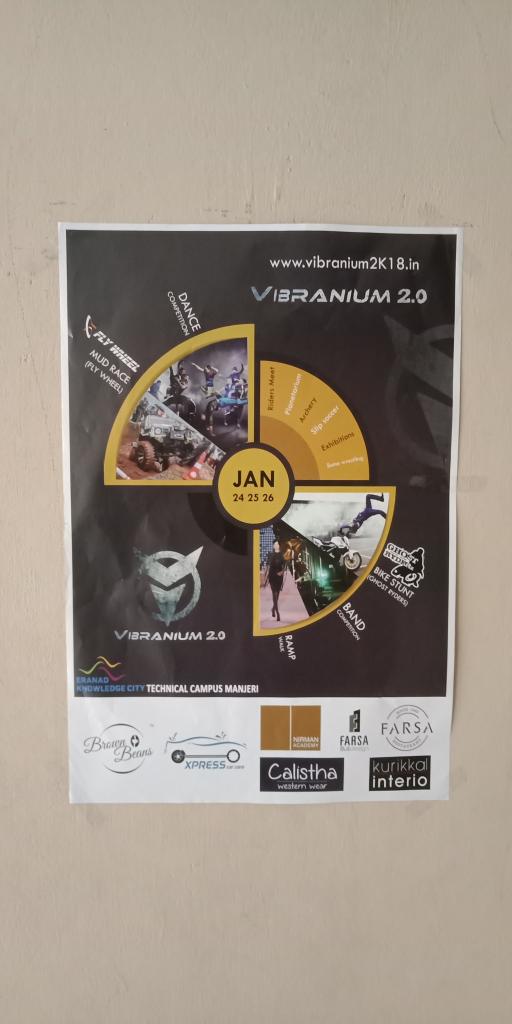 www.vibranium2K18.in
VIBRANIUM 2.0
DANCE
COMPETITION
FLY WHEEL
MUD RACE
(FLY WHEEL)
Riders Meet
Planetarium
Archery
Slip soccer
Exhibitions
JAN
24 25 26
BIKE STUNT
(GHOST RYDERS)
BAND
COMPETITION
RAMP
WALK
VIBRANIUM 2.0
ERANAD
KNOWLEDGE CITY TECHNICAL CAMPUS MANJERI
Brown Beans
XPRESS car care
NIRMAN
ACADEMY
FARSA
FARSA
Calistha
western wear
kurikkal
interio